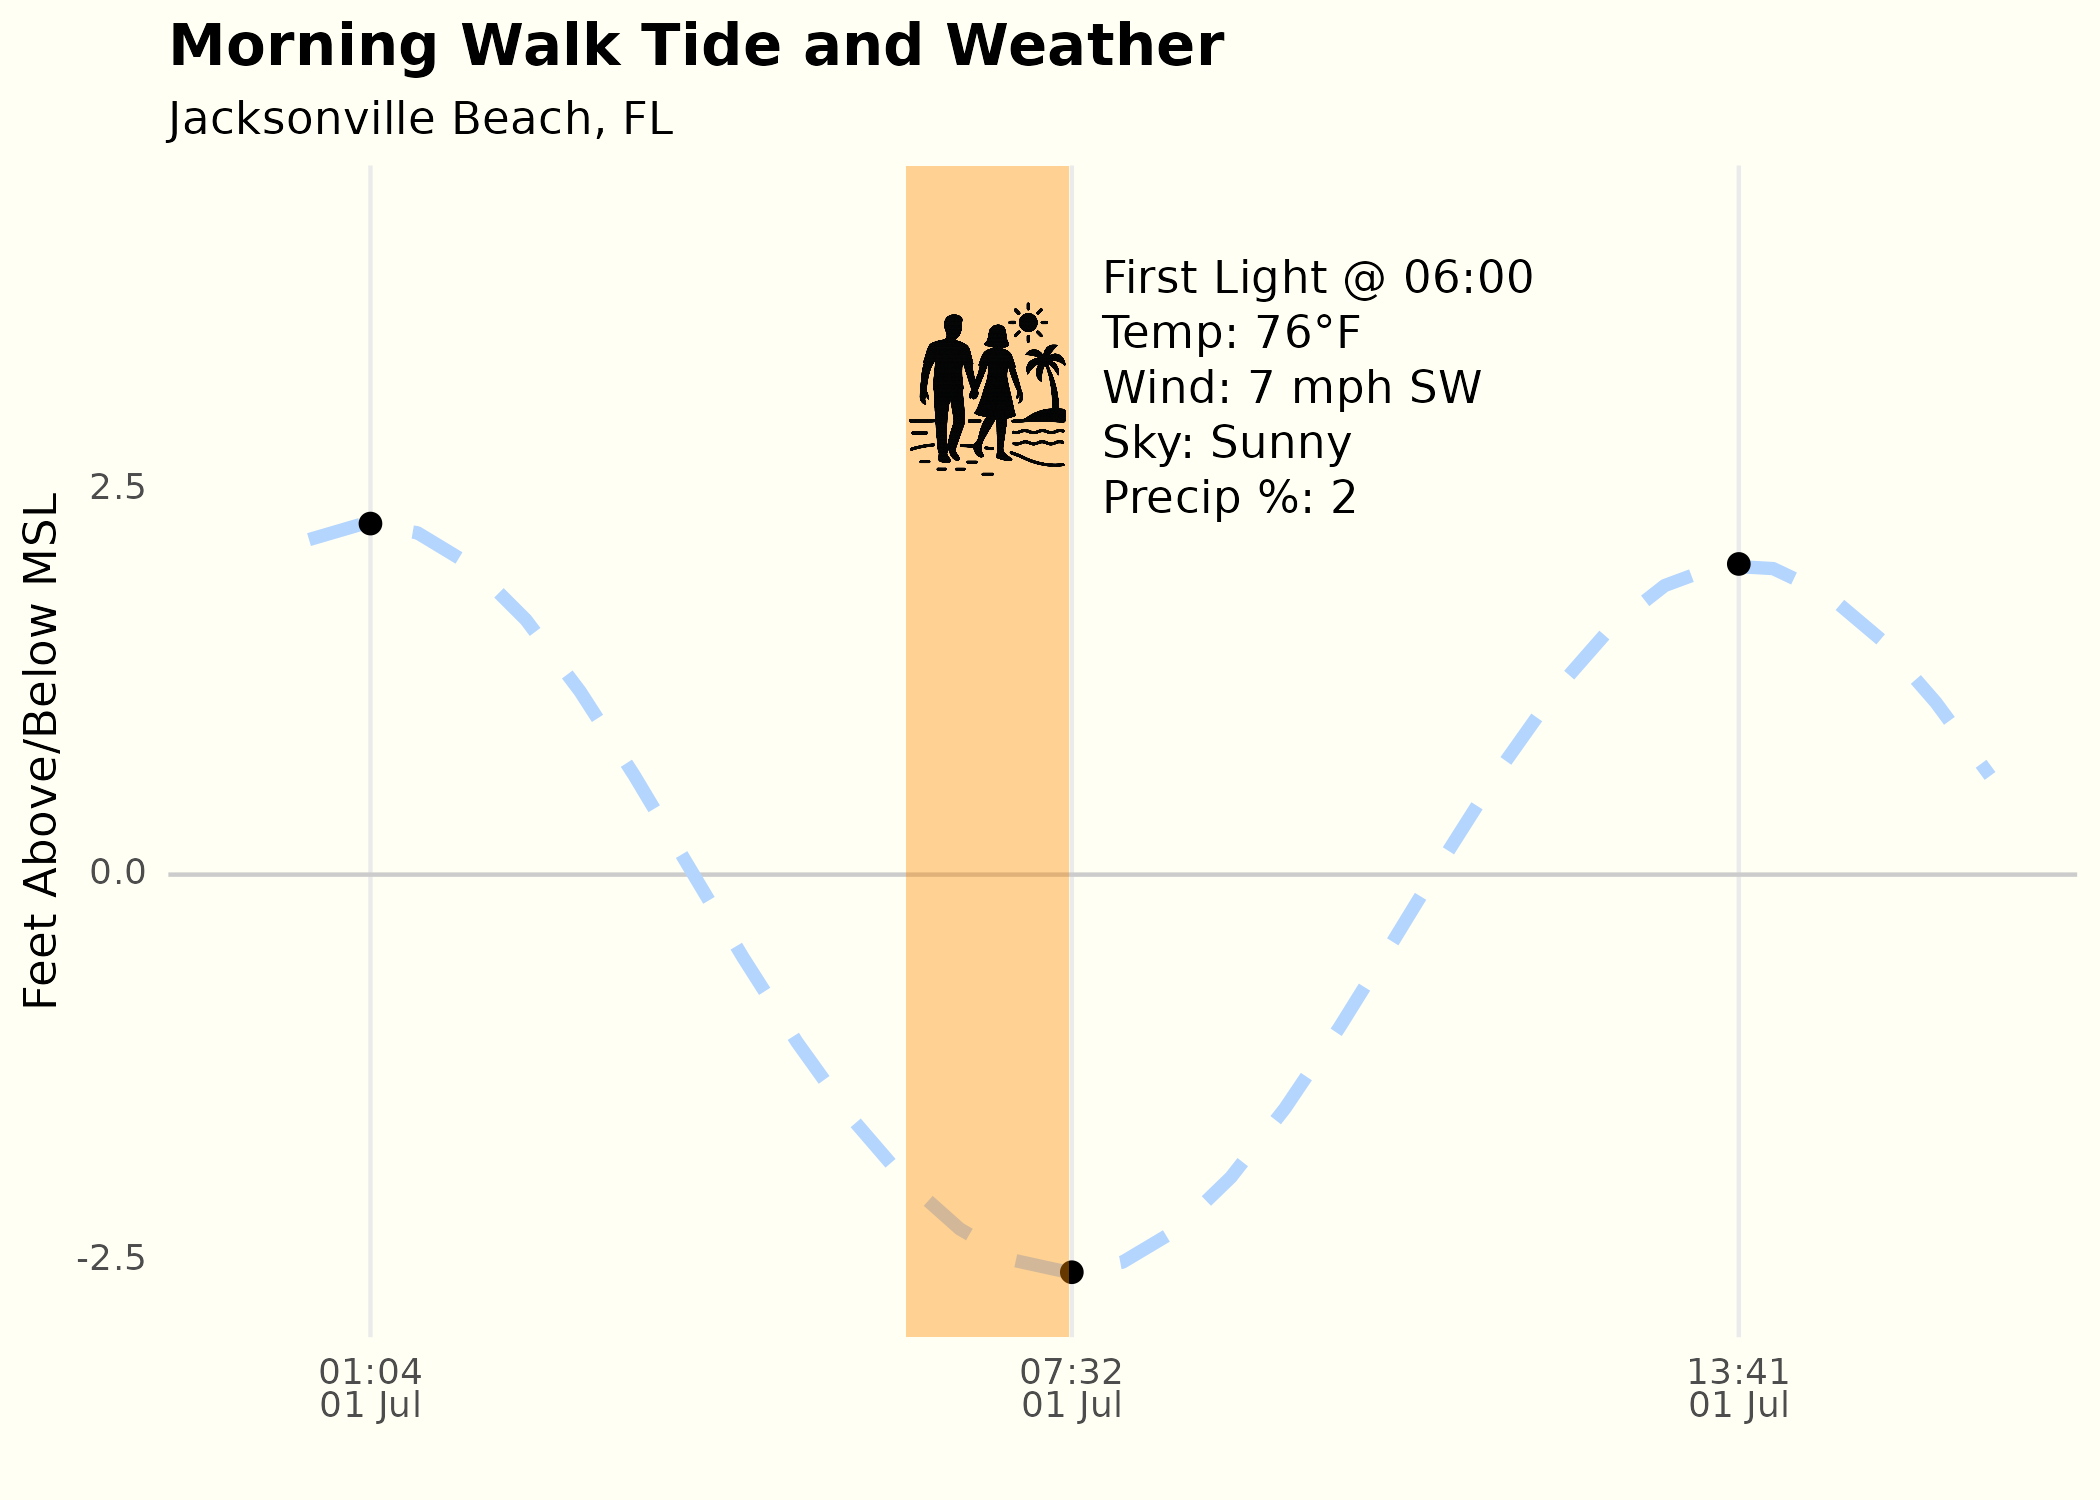 Morning Walk Tide and Weather
Jacksonville Beach, FL
First Light @ 06:00
Temp: 76°F
Wind: 7 mph SW
Sky: Sunny
Precip %: 2
Feet Above/Below MSL
2.5
0.0
-2.5
01:04
01 Jul
07:32
01 Jul
13:41
01 Jul